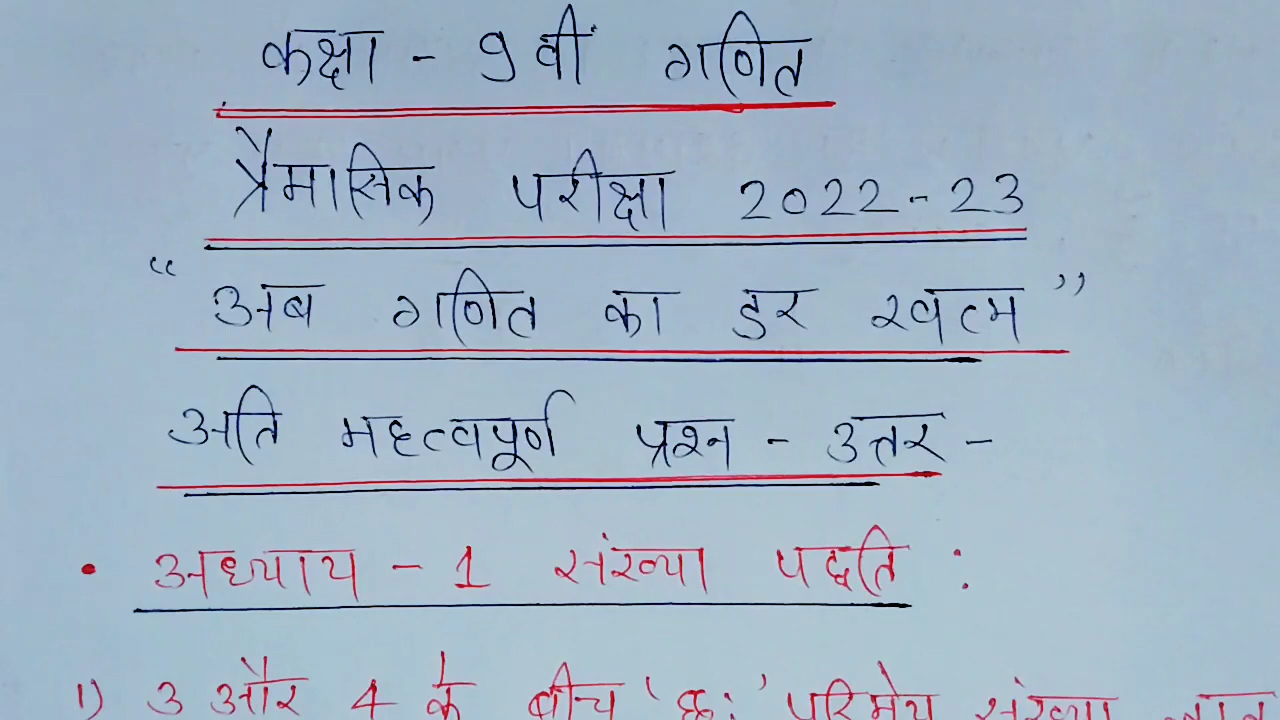 कक्षा - 9वीं गणित
त्रैमासिक परीक्षा 2022-23
“अब गणित का डर खत्म”
अति महत्वपूर्ण प्रश्न - उत्तर -
• अध्याय - 1 संख्या पद्धति :
1) 3 और 4 के बीच 'छः' परिमेय संख्या